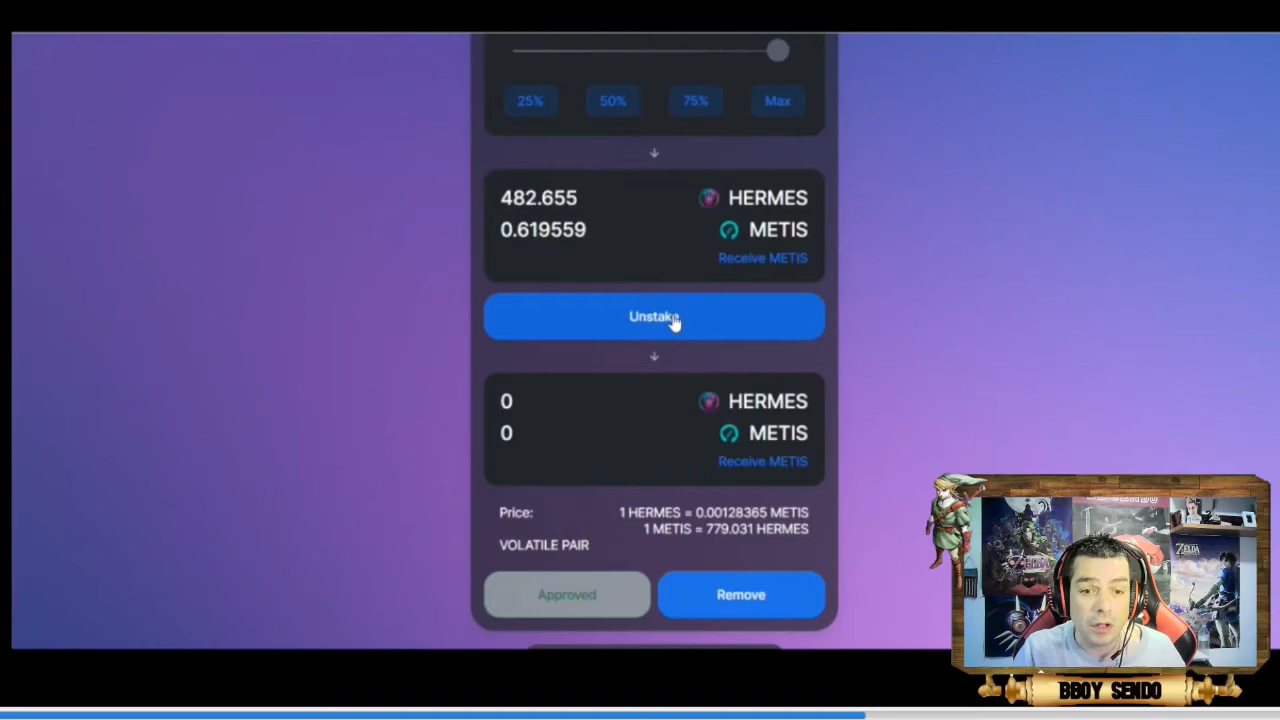 25% 50% 75% Max
482.655 HERMES
0.619559 METIS
Receive METIS
Unstake
0 HERMES
0 METIS
Receive METIS
Price: 1 HERMES = 0.00128365 METIS
1 METIS = 779.031 HERMES
VOLATILE PAIR
Approved Remove
ZELDA
BBOY SENDO